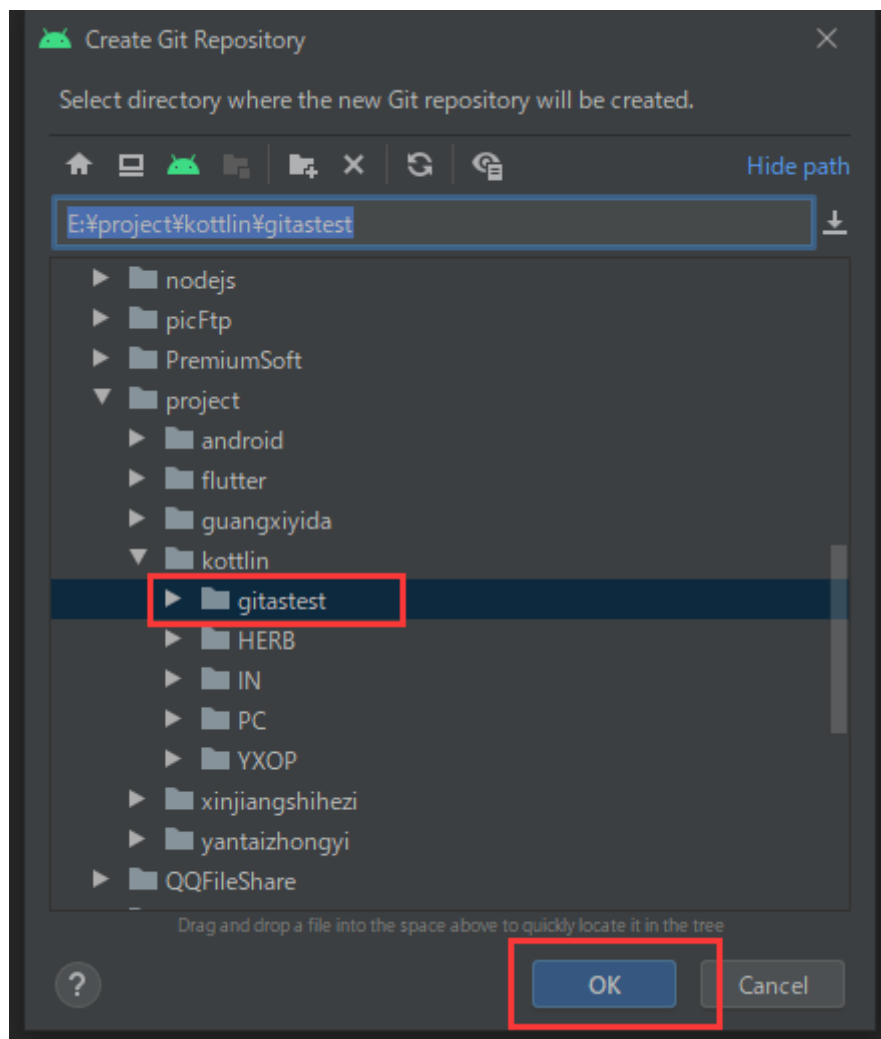 Create Git Repository
Select directory where the new Git repository will be created.
Hide path
E:¥project¥kottlin¥gitastest
nodejs
picFtp
PremiumSoft
project
android
flutter
guangxiyida
kottlin
gitastest
HERB
IN
PC
YXOP
xinjiangshihezi
yantaizhongyi
QQFileShare
Drag and drop a file into the space above to quickly locate it in the tree
? OK Cancel